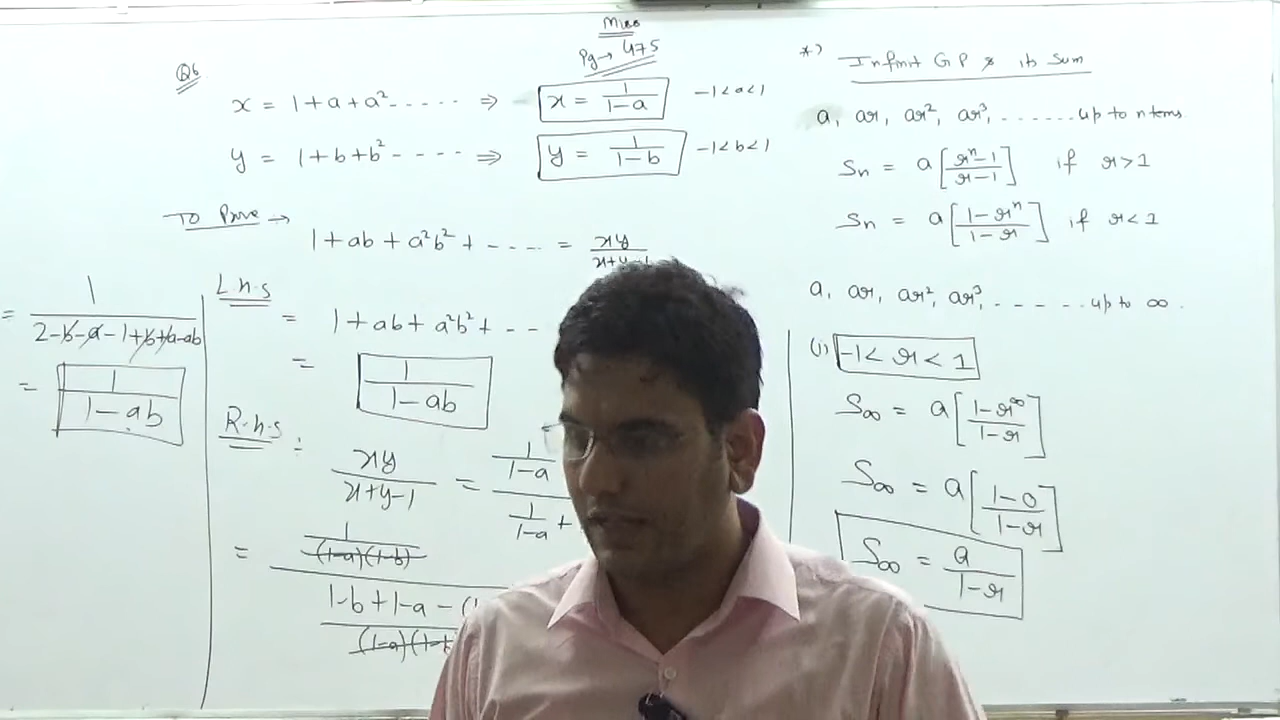 Misc
Pg→ 475
Q6
x = 1+a+a²..... ⇒ x = 1/(1-a) -1<a<1
y = 1+b+b²---- ⇒ y = 1/(1-b) -1<b<1
To Prove →
1+ab+a²b²+---- = xy/(x+y-1)
L.h.s = 1+ab+a²b²+--
= 1/(1-ab)
R.h.s :
xy/(x+y-1) = 1/(1-a)
1/(1-a) +
= 1/((1-a)(1-b))
1-b+1-a-(
(1-a)(1-b
= 1/(2-b-a-1+b+a-ab)
= 1/(1-ab)
*) Infinit GP & its Sum
a, ar, ar², ar³, ....... up to n terms.
Sn = a[(rⁿ-1)/(r-1)] if r>1
Sn = a[(1-rⁿ)/(1-r)] if r<1
a, ar, ar², ar³, ------ up to ∞.
(i) -1<r<1
S∞ = a[(1-r^∞)/(1-r)]
S∞ = a[(1-0)/(1-r)]
S∞ = a/(1-r)